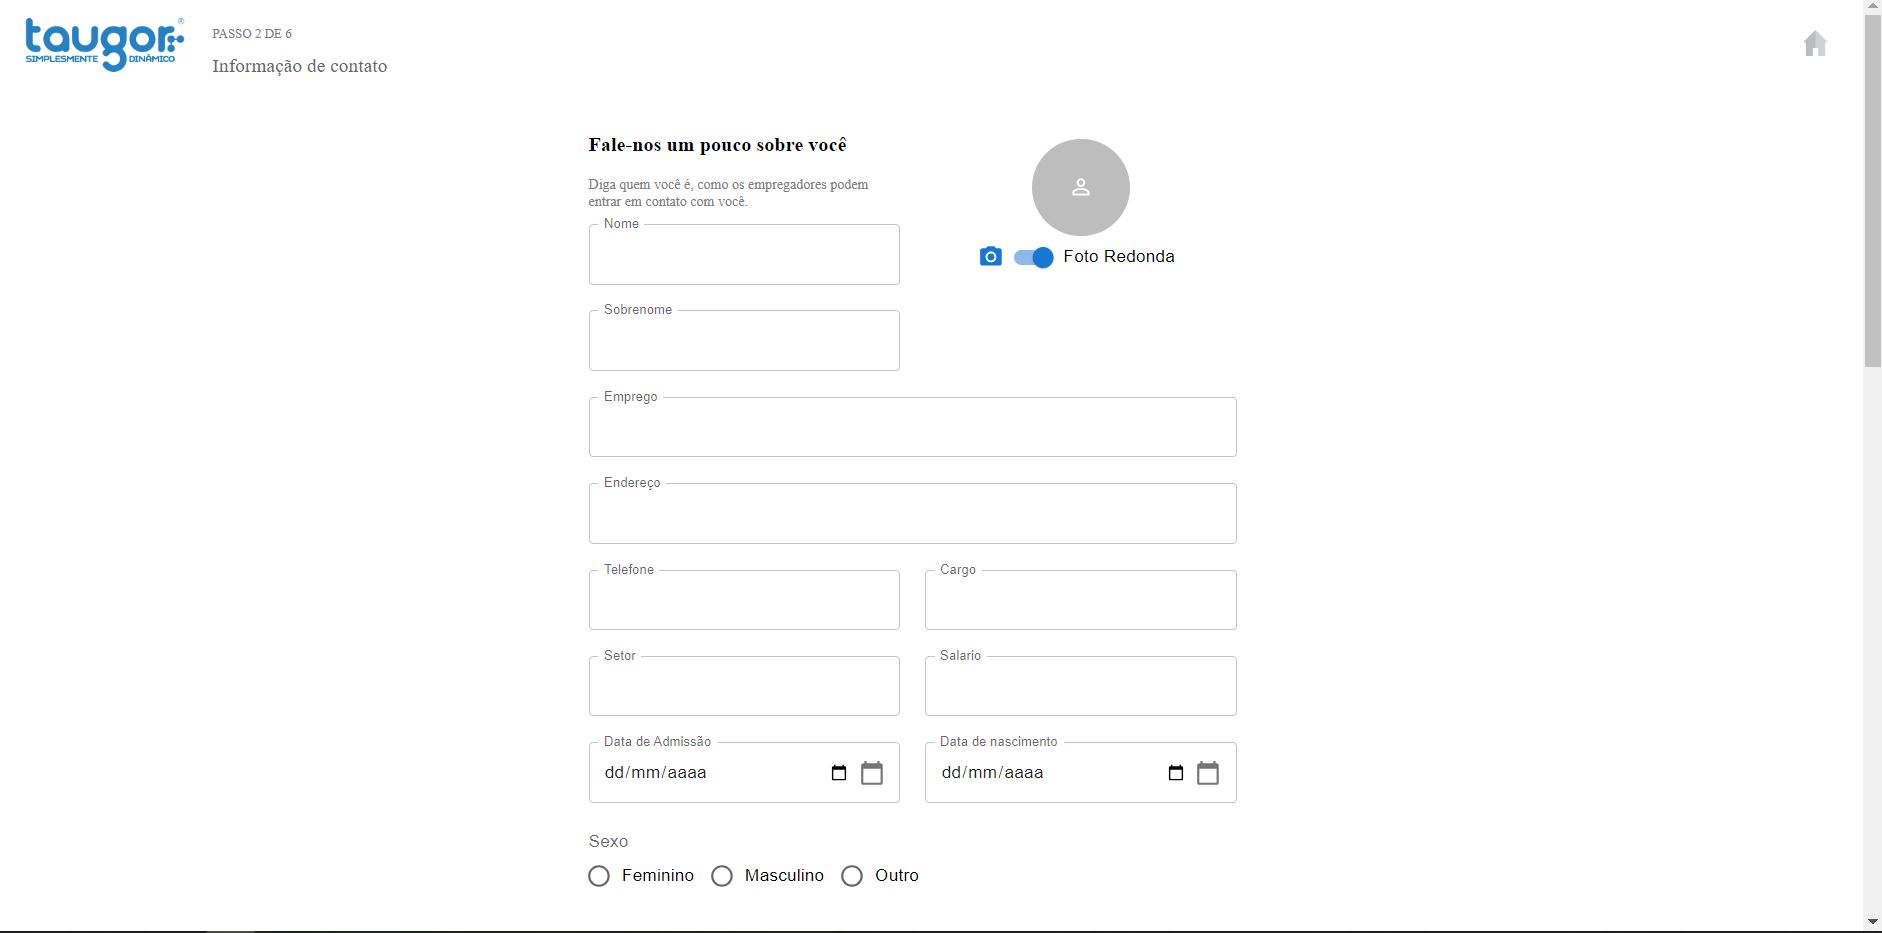 taugor®
SIMPLESMENTE DINÂMICO
PASSO 2 DE 6
Informação de contato
Fale-nos um pouco sobre você
Diga quem você é, como os empregadores podem
entrar em contato com você.
Foto Redonda
Nome
Sobrenome
Emprego
Endereço
Telefone
Cargo
Setor
Salario
Data de Admissão
dd/mm/aaaa
Data de nascimento
dd/mm/aaaa
Sexo
Feminino
Masculino
Outro